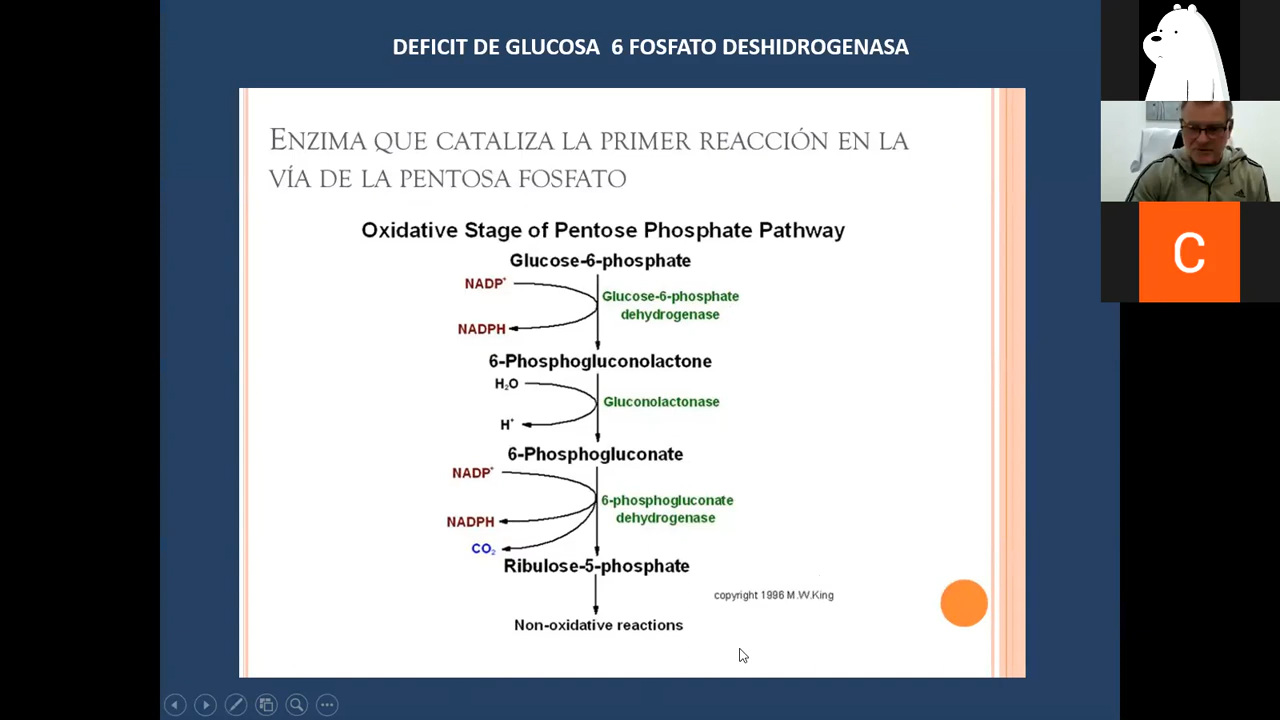 DEFICIT DE GLUCOSA 6 FOSFATO DESHIDROGENASA
ENZIMA QUE CATALIZA LA PRIMER REACCIÓN EN LA
VÍA DE LA PENTOSA FOSFATO
Oxidative Stage of Pentose Phosphate Pathway
Glucose-6-phosphate
NADP⁺
Glucose-6-phosphate
dehydrogenase
NADPH
6-Phosphogluconolactone
H₂O
Gluconolactonase
H⁺
6-Phosphogluconate
NADP⁺
6-phosphogluconate
dehydrogenase
NADPH
CO₂
Ribulose-5-phosphate
copyright 1996 M.W.King
Non-oxidative reactions
C